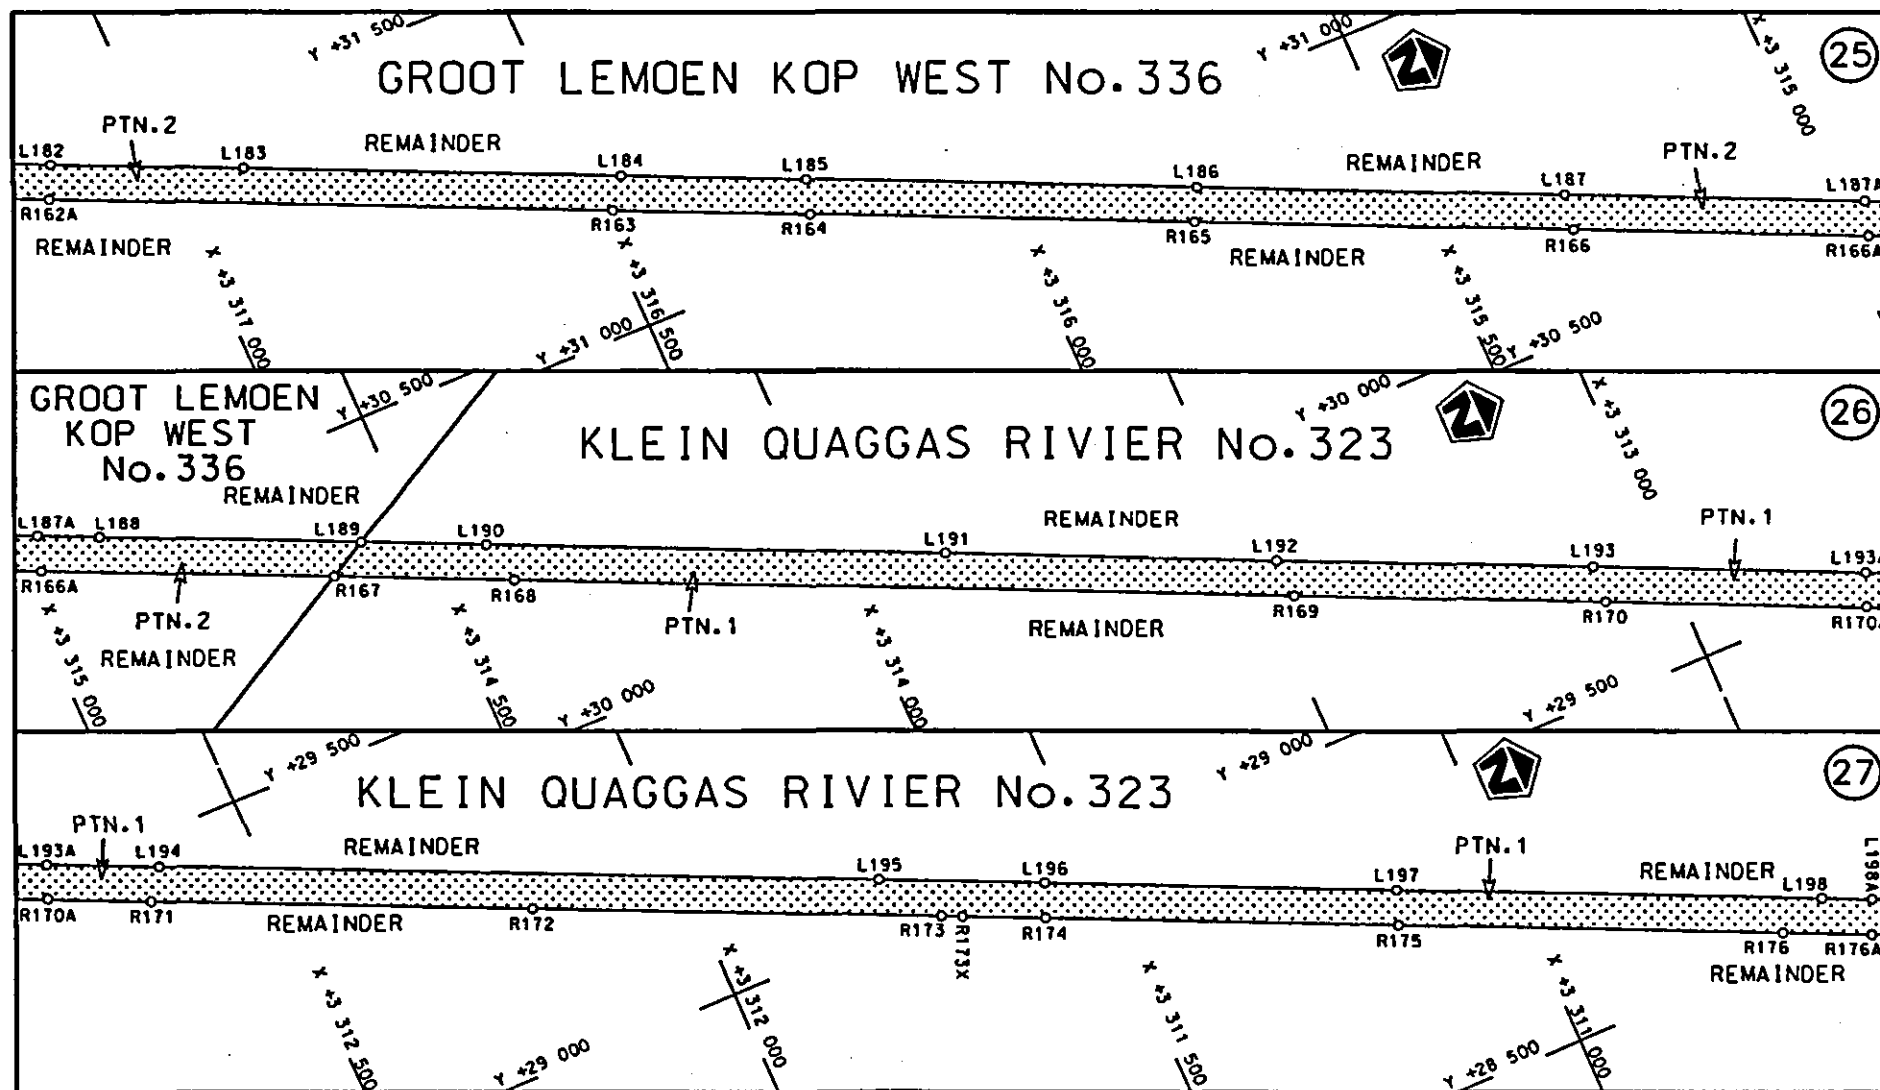 Y +31 500
Y +31 000
X +3 315 000
25
GROOT LEMOEN KOP WEST No.336
N
PTN.2
REMAINDER
REMAINDER
PTN.2
L182
L183
L184
L185
L186
L187
L187A
R162A
R163
R164
R165
R166
R166A
REMAINDER
REMAINDER
X +3 317 000
X +3 316 500
Y +31 000
X +3 316 000
X +3 315 500
Y +30 500
GROOT LEMOEN
KOP WEST
No.336
Y +30 500
KLEIN QUAGGAS RIVIER No.323
Y +30 000
N
X +3 313 000
26
REMAINDER
REMAINDER
PTN.1
L187A
L188
L189
L190
L191
L192
L193
L193A
R166A
R167
R168
R169
R170
R170A
PTN.2
PTN.1
REMAINDER
REMAINDER
X +3 315 000
X +3 314 500
Y +30 000
X +3 314 000
Y +29 500
Y +29 500
KLEIN QUAGGAS RIVIER No.323
Y +29 000
N
27
PTN.1
REMAINDER
PTN.1
REMAINDER
L193A
L194
L195
L196
L197
L198
L198A
R170A
R171
R172
R173
R173X
R174
R175
R176
R176A
REMAINDER
REMAINDER
X +3 312 500
Y +29 000
X +3 312 000
X +3 311 500
Y +28 500
X +3 311 000